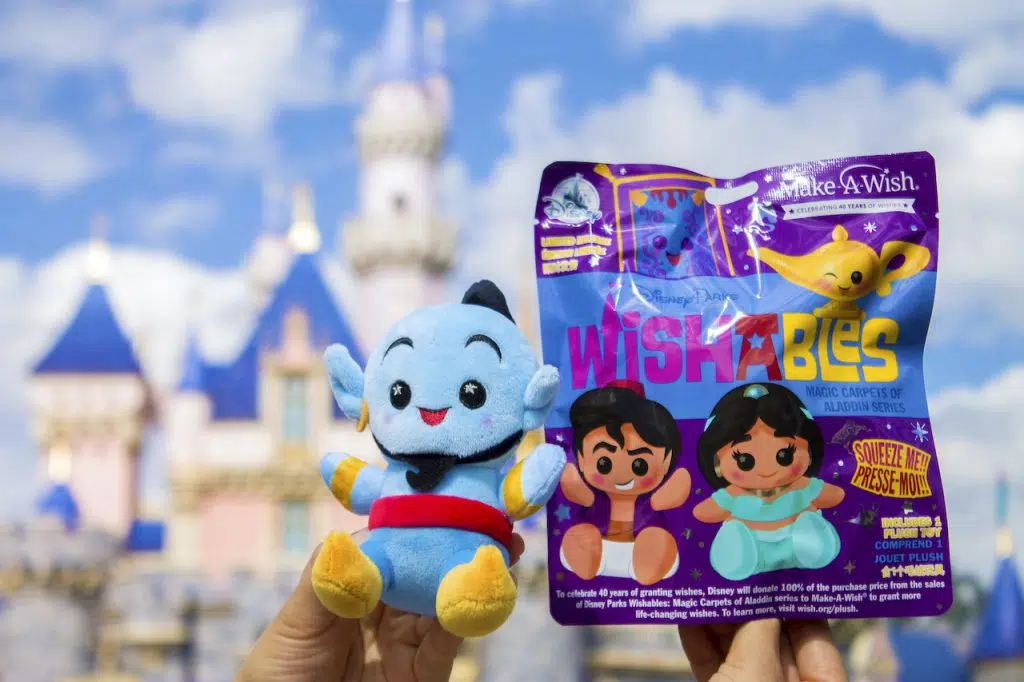 Disney
Make-A-Wish®
CELEBRATING 40 YEARS OF WISHES
Disney Parks
WiSHABLES
MAGIC CARPETS OF
ALADDIN SERIES
SQUEEZE ME!!
PRESSE-MOI!!
INCLUDES 1
PLUSH TOY
COMPREND 1
JOUET PLUSH
To celebrate 40 years of granting wishes, Disney will donate 100% of the purchase price from the sales
of Disney Parks Wishables: Magic Carpets of Aladdin series to Make-A-Wish® to grant more
life-changing wishes. To learn more, visit wish.org/plush.